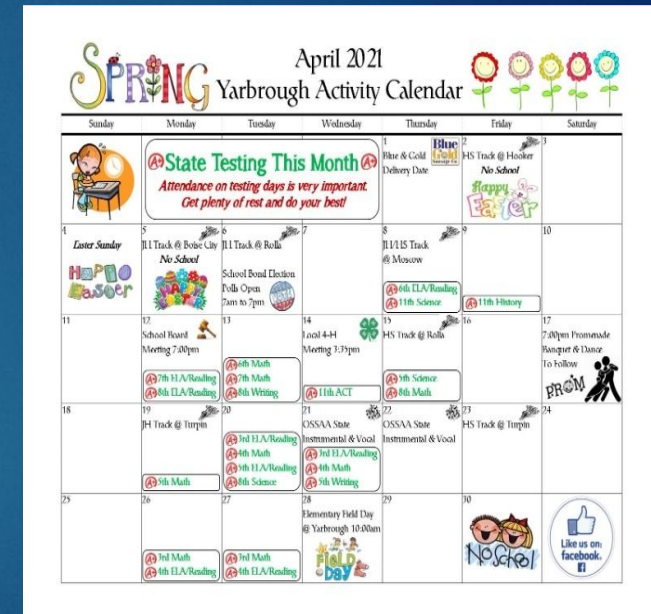 SPRING
April 2021
Yarbrough Activity Calendar
Sunday Monday Tuesday Wednesday Thursday Friday Saturday
A+ State Testing This Month A+
Attendance on testing days is very important.
Get plenty of rest and do your best!
1
Blue & Gold
Delivery Date
Blue
Gold
2
HS Track @ Hooker
No School
Happy
Easter
3
4
Easter Sunday
HAPPY
EASTER
5
JH Track @ Boise City
No School
HAPPY
EASTER
6
JH Track @ Rolla
School Bond Election
Polls Open
7am to 7pm
VOTE
7
8
JH/HS Track
@ Moscow
A+ 6th ELA/Reading
A+ 11th Science
9
A+ 11th History
10
11
12
School Board
Meeting 7:00pm
A+ 7th ELA/Reading
A+ 8th ELA/Reading
13
A+ 6th Math
A+ 7th Math
A+ 8th Writing
14
Local 4-H
Meeting 3:35pm
A+ 11th ACT
15
HS Track @ Rolla
A+ 5th Science
A+ 8th Math
16
17
7:00pm Promenade
Banquet & Dance
To Follow
PROM
18
19
JH Track @ Turpin
A+ 5th Math
20
A+ 3rd ELA/Reading
A+ 4th Math
A+ 5th ELA/Reading
A+ 8th Science
21
OSSAA State
Instrumental & Vocal
A+ 3rd ELA/Reading
A+ 4th Math
A+ 5th Writing
22
OSSAA State
Instrumental & Vocal
23
HS Track @ Turpin
24
25
26
A+ 3rd Math
A+ 4th ELA/Reading
27
A+ 3rd Math
A+ 4th ELA/Reading
28
Elementary Field Day
@ Yarbrough 10:00am
FIELD
DAY
29
30
No School
Like us on:
facebook.
f